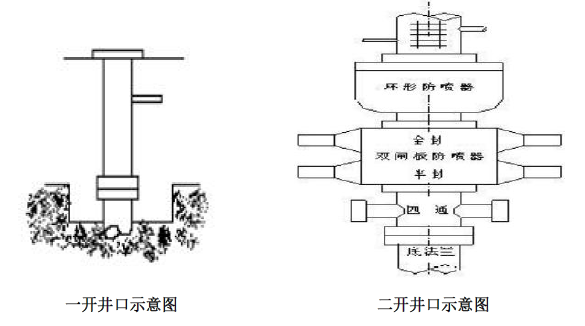 环形防喷器
全封
双闸板防喷器
半封
四通
底法兰
一开井口示意图
二开井口示意图